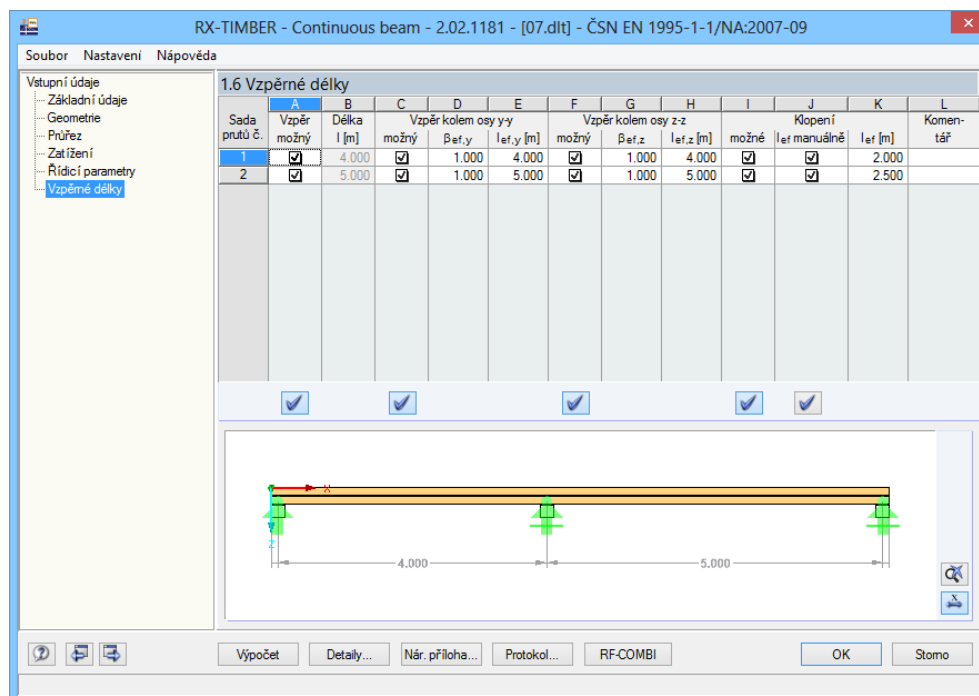 RX-TIMBER - Continuous beam - 2.02.1181 - [07.dlt] - ČSN EN 1995-1-1/NA:2007-09
Soubor Nastavení Nápověda
Vstupní údaje
Základní údaje
Geometrie
Průřez
Zatížení
Řídicí parametry
Vzpěrné délky
1.6 Vzpěrné délky
A B C D E F G H I J K L
Sada Vzpěr Délka Vzpěr kolem osy y-y Vzpěr kolem osy z-z Klopení Komen-
prutů č. možný l [m] možný βef,y lef,y [m] možný βef,z lef,z [m] možné lef manuálně lef [m] tář
1 4.000 1.000 4.000 1.000 4.000 2.000
2 5.000 1.000 5.000 1.000 5.000 2.500
X
Z
4.000 5.000
x
Výpočet Detaily... Nár. příloha... Protokol... RF-COMBI OK Storno